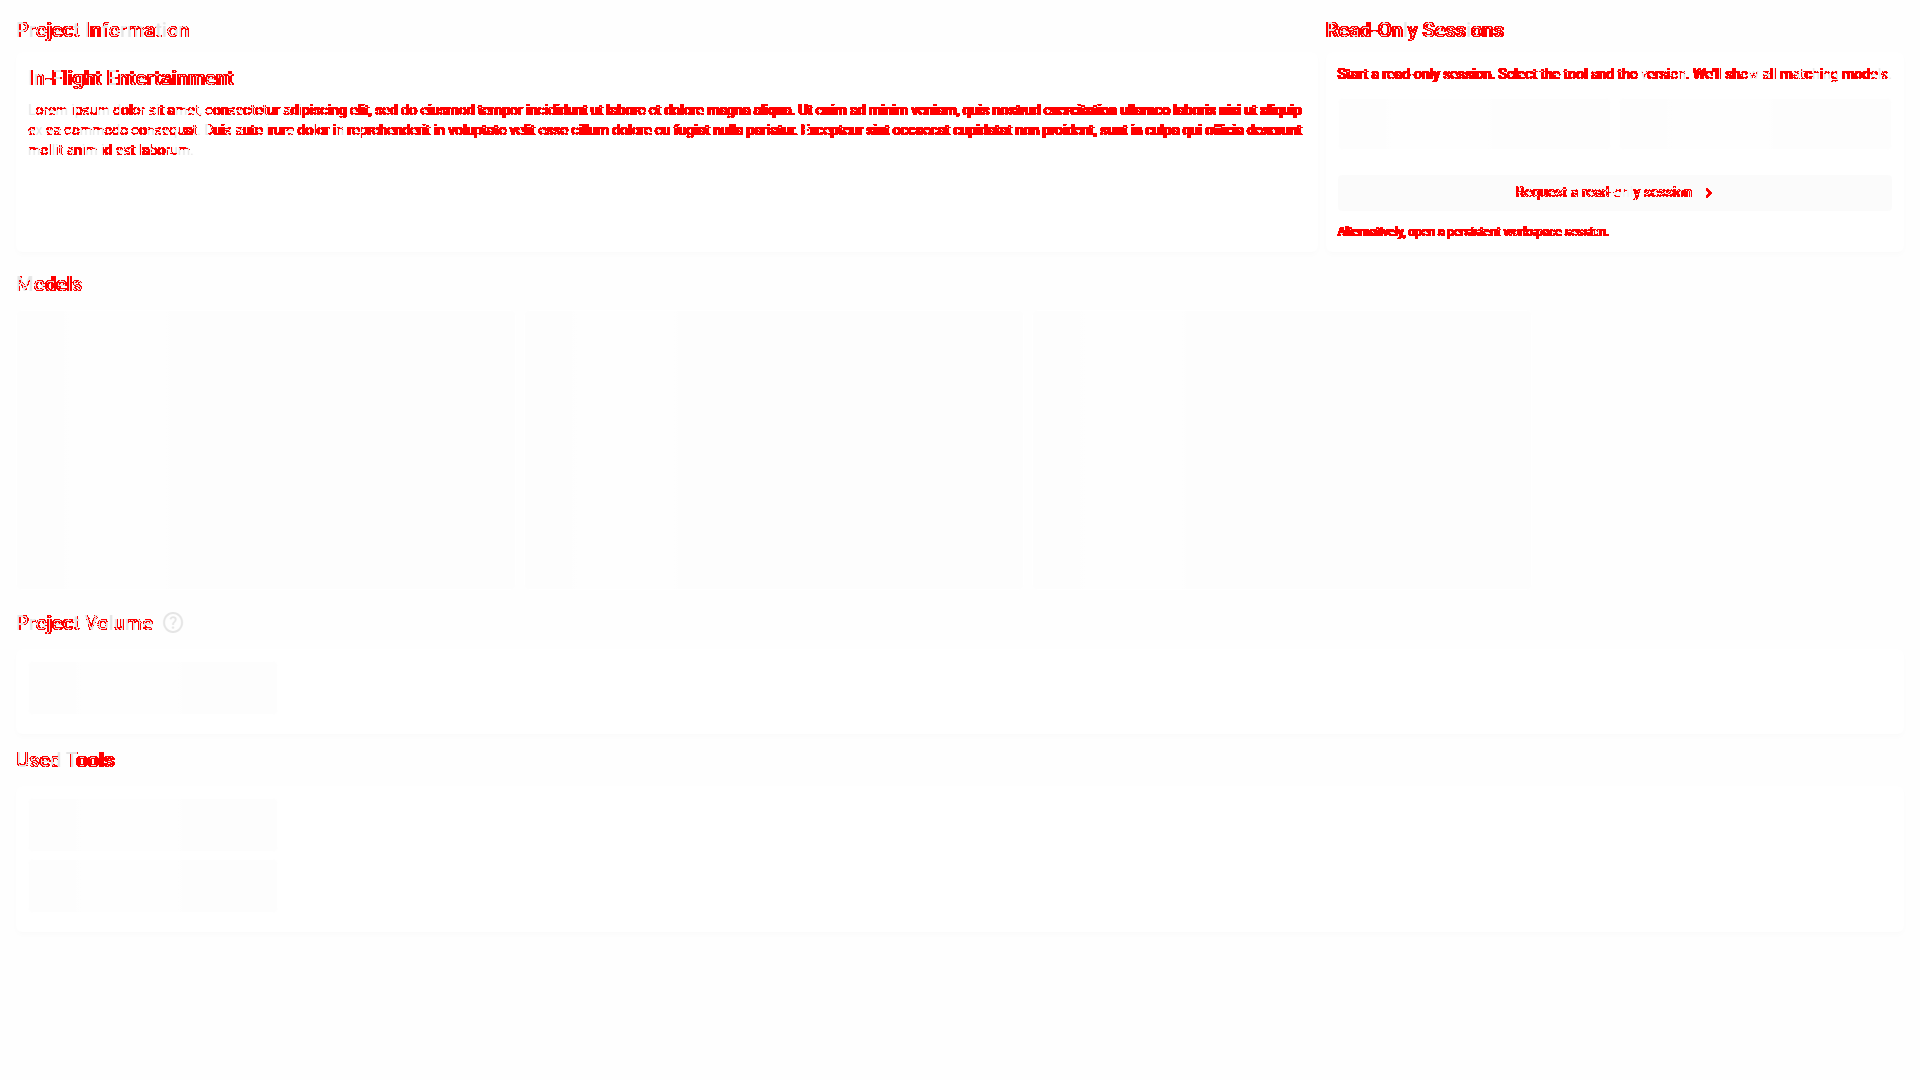 Project Information
Read-Only Sessions
In-Flight Entertainment
Start a read-only session. Select the tool and the version. We'll show all matching models.
Lorem ipsum dolor sit amet, consectetur adipiscing elit, sed do eiusmod tempor incididunt ut labore et dolore magna aliqua. Ut enim ad minim veniam, quis nostrud exercitation ullamco laboris nisi ut aliquip
ex ea commodo consequat. Duis aute irure dolor in reprehenderit in voluptate velit esse cillum dolore eu fugiat nulla pariatur. Excepteur sint occaecat cupidatat non proident, sunt in culpa qui officia deserunt
mollit anim id est laborum.
Request a read-only session
Alternatively, open a persistent workspace session.
Models
Project Volume ?
Used Tools